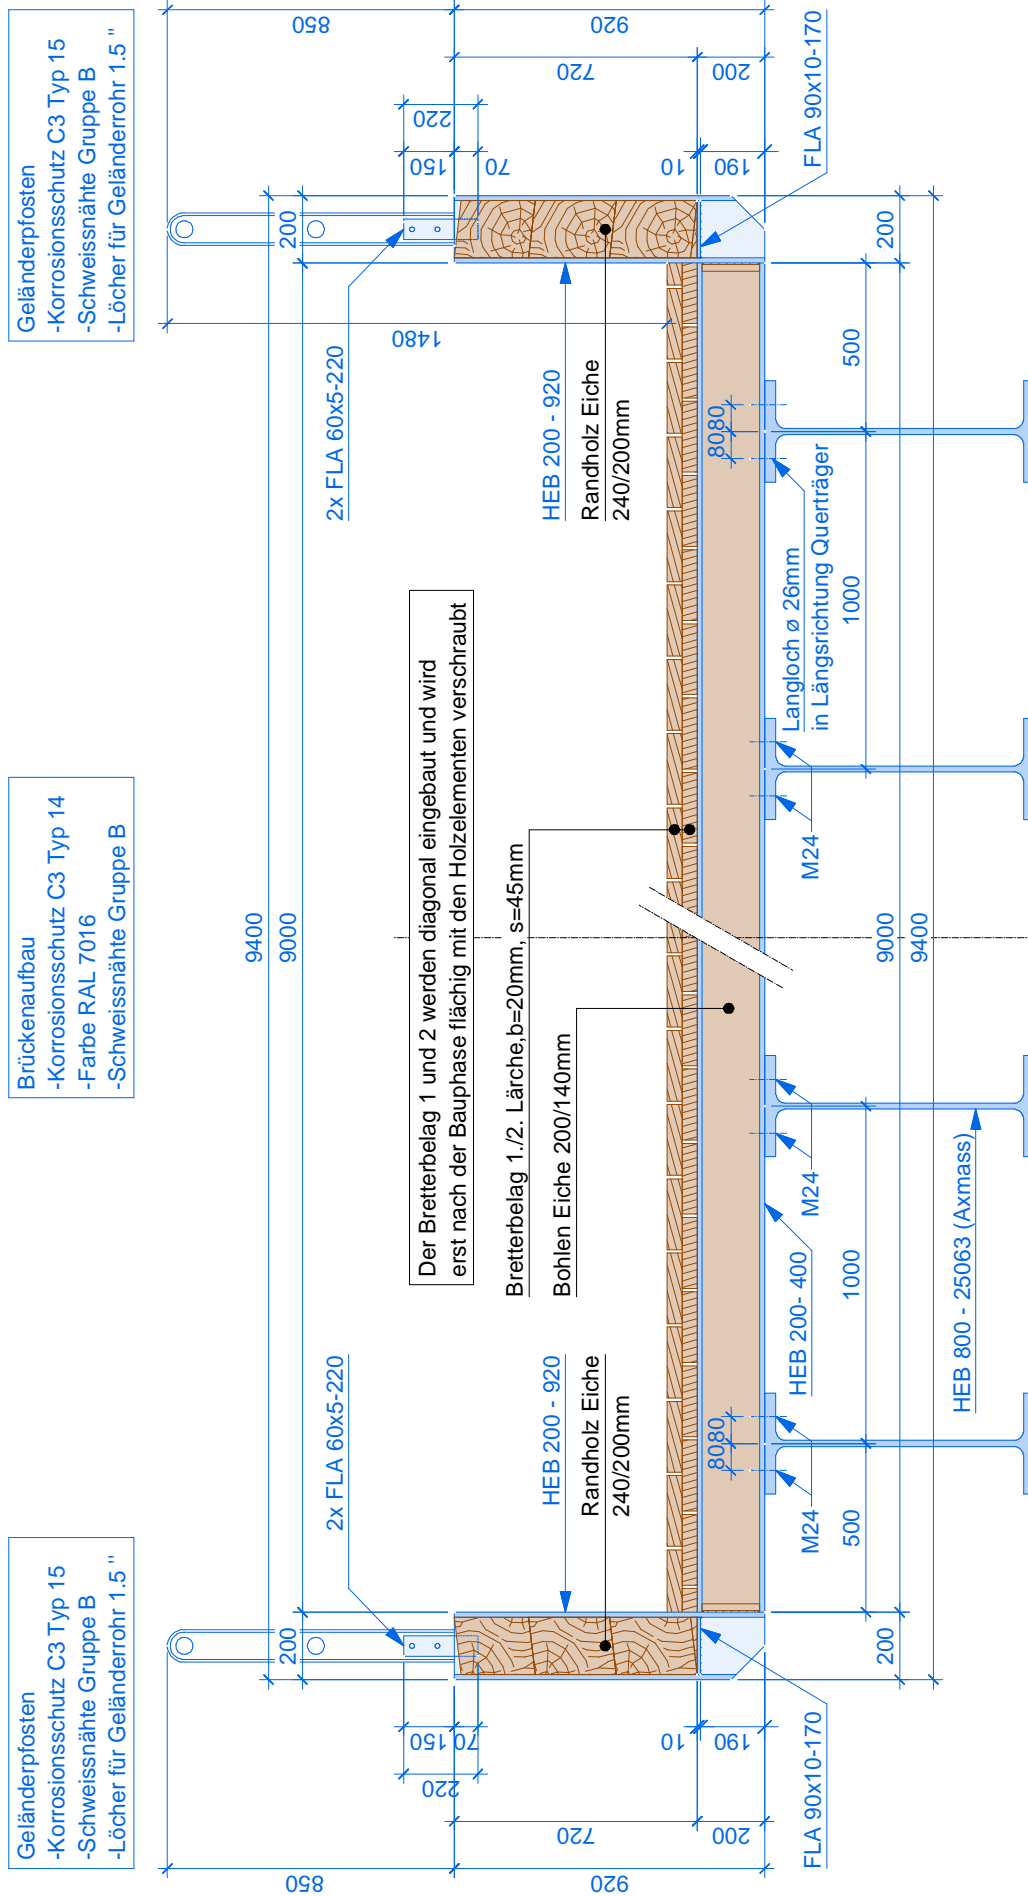 Geländerpfosten
-Korrosionsschutz C3 Typ 15
-Schweissnähte Gruppe B
-Löcher für Geländerrohr 1.5 "
Brückenaufbau
-Korrosionsschutz C3 Typ 14
-Farbe RAL 7016
-Schweissnähte Gruppe B
Geländerpfosten
-Korrosionsschutz C3 Typ 15
-Schweissnähte Gruppe B
-Löcher für Geländerrohr 1.5 "
9400
200
9000
200
850
850
1480
2x FLA 60x5-220
2x FLA 60x5-220
220
150
70
220
150
70
Der Bretterbelag 1 und 2 werden diagonal eingebaut und wird
erst nach der Bauphase flächig mit den Holzelementen verschraubt
Bretterbelag 1./2. Lärche,b=20mm, s=45mm
Bohlen Eiche 200/140mm
HEB 200 - 920
Randholz Eiche
240/200mm
HEB 200 - 920
Randholz Eiche
240/200mm
920
720
200
10
190
920
720
200
10
190
8080
8080
FLA 90x10-170
FLA 90x10-170
M24
M24
M24
Langloch ø 26mm
in Längsrichtung Querträger
HEB 200- 400
500
1000
1000
500
200
9000
200
9400
HEB 800 - 25063 (Axmass)